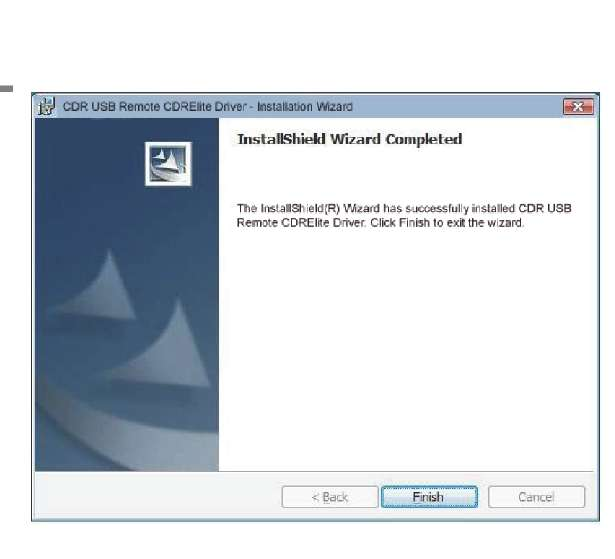 CDR USB Remote CDRElite Driver - Installation Wizard
InstallShield Wizard Completed
The InstallShield(R) Wizard has successfully installed CDR USB
Remote CDRElite Driver. Click Finish to exit the wizard.
< Back
Finish
Cancel